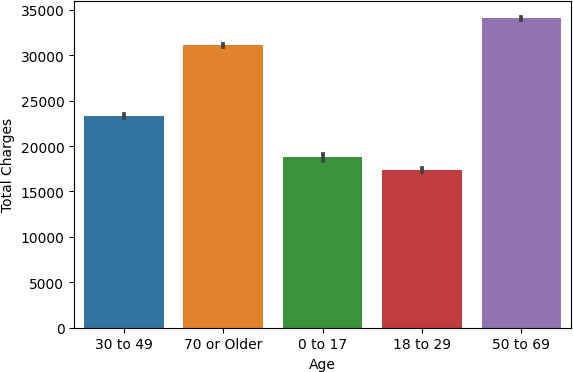 35000
30000
25000
20000
15000
10000
5000
0
Total Charges
30 to 49
70 or Older
0 to 17
18 to 29
50 to 69
Age